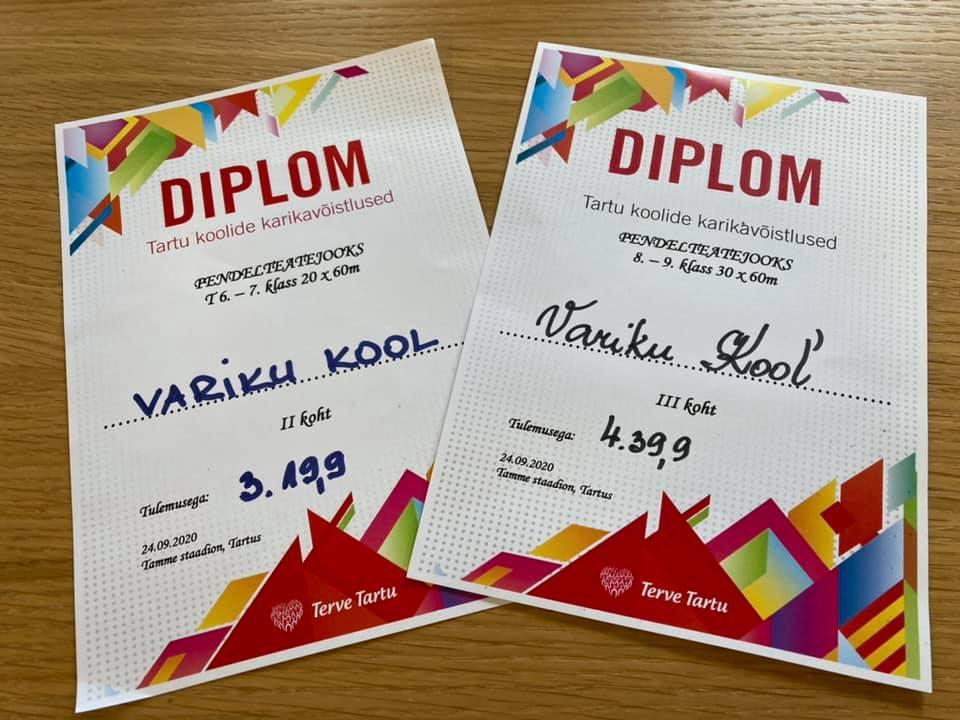 DIPLOM
Tartu koolide karikavõistlused
PENDELTEATEJOOKS
T 6. – 7. klass 20 x 60m
VARIKU KOOL
II koht
Tulemusega: 3.19,9
24.09.2020
Tamme staadion, Tartus
Terve Tartu
DIPLOM
Tartu koolide karikavõistlused
PENDELTEATEJOOKS
8. – 9. klass 30 x 60m
Variku Kool
III koht
Tulemusega: 4.39,9
24.09.2020
Tamme staadion, Tartus
Terve Tartu